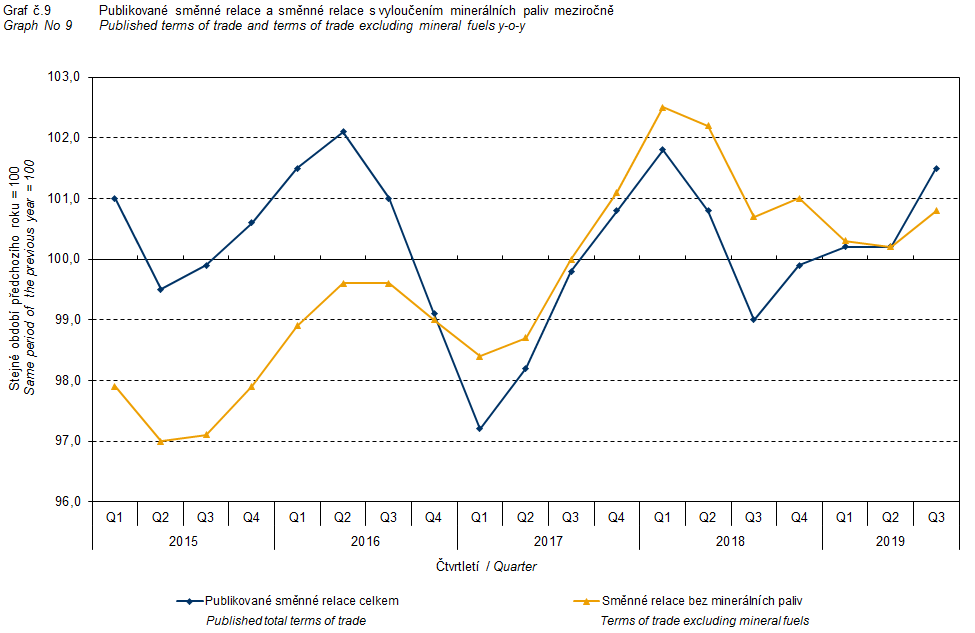 Graf č.9 Publikované směnné relace a směnné relace s vyloučením minerálních paliv meziročně
Graph No 9 Published terms of trade and terms of trade excluding mineral fuels y-o-y
Stejné období předchozího roku = 100
Same period of the previous year = 100
103,0
102,0
101,0
100,0
99,0
98,0
97,0
96,0
Q1 Q2 Q3 Q4 Q1 Q2 Q3 Q4 Q1 Q2 Q3 Q4 Q1 Q2 Q3 Q4 Q1 Q2 Q3
2015 2016 2017 2018 2019
Čtvrtletí / Quarter
Publikované směnné relace celkem Směnné relace bez minerálních paliv
Published total terms of trade Terms of trade excluding mineral fuels